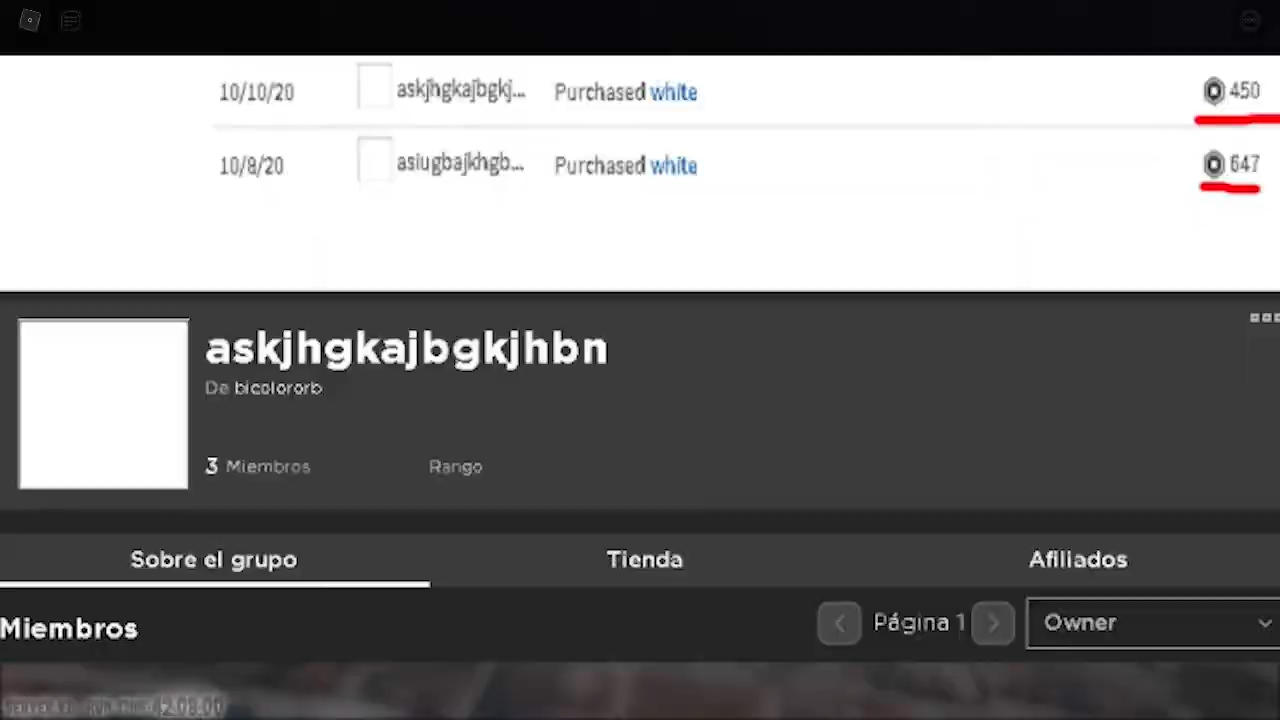 10/10/20 askjhgkajbgkj... Purchased white 450
10/8/20 asiugbajkhgb... Purchased white 647
askjhgkajbgkjhbn
De bicolororb
3 Miembros Rango
Sobre el grupo Tienda Afiliados
Miembros Página 1 Owner